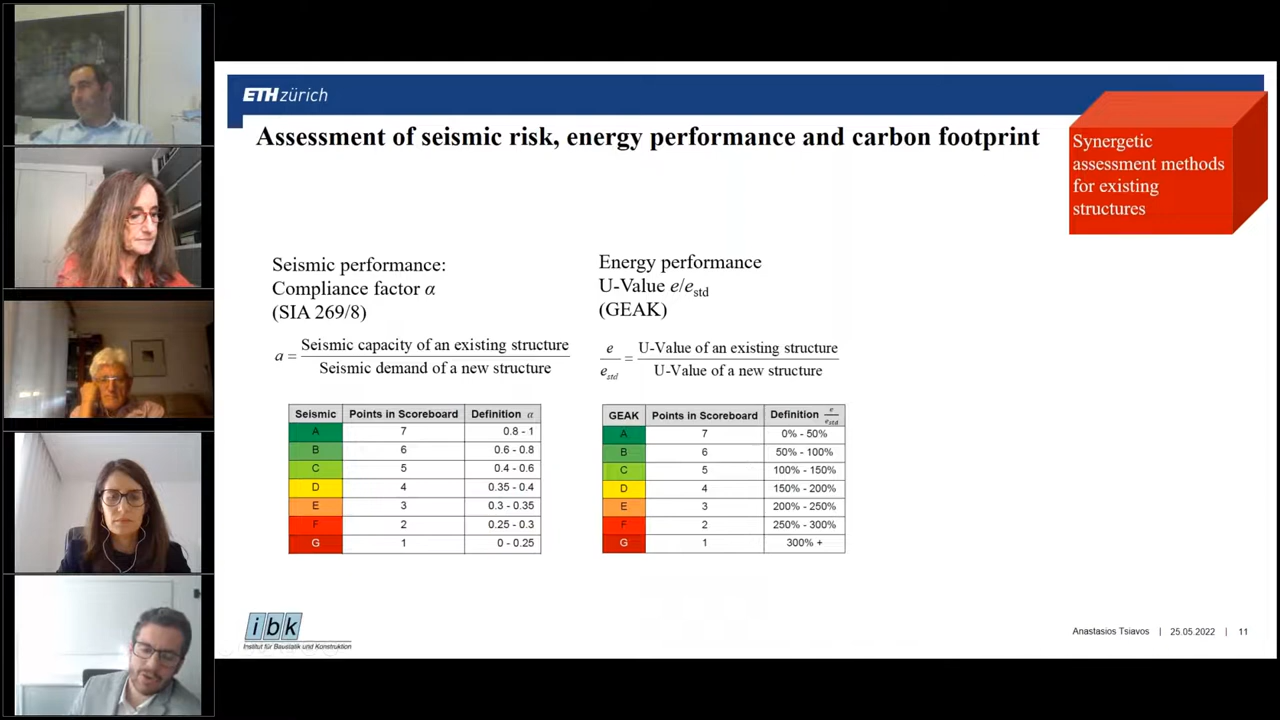 ETH zürich
Assessment of seismic risk, energy performance and carbon footprint
Synergetic
assessment methods
for existing
structures
Seismic performance:
Compliance factor α
(SIA 269/8)
a = Seismic capacity of an existing structure
Seismic demand of a new structure
Seismic Points in Scoreboard Definition α
A 7 0.8 - 1
B 6 0.6 - 0.8
C 5 0.4 - 0.6
D 4 0.35 - 0.4
E 3 0.3 - 0.35
F 2 0.25 - 0.3
G 1 0 - 0.25
Energy performance
U-Value e/estd
(GEAK)
e = U-Value of an existing structure
estd U-Value of a new structure
GEAK Points in Scoreboard Definition e/estd
A 7 0% - 50%
B 6 50% - 100%
C 5 100% - 150%
D 4 150% - 200%
E 3 200% - 250%
F 2 250% - 300%
G 1 300% +
ibk
Institut für Baustatik und Konstruktion
Anastasios Tsiavos | 25.05.2022 | 11